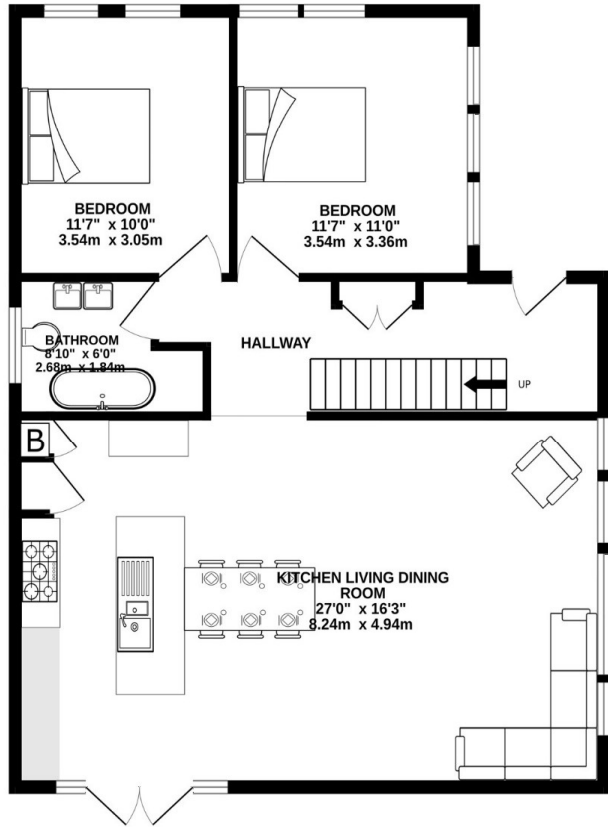 BEDROOM
11'7" x 10'0"
3.54m x 3.05m
BEDROOM
11'7" x 11'0"
3.54m x 3.36m
BATHROOM
8'10" x 6'0"
2.68m x 1.84m
HALLWAY
UP
B
KITCHEN LIVING DINING
ROOM
27'0" x 16'3"
8.24m x 4.94m